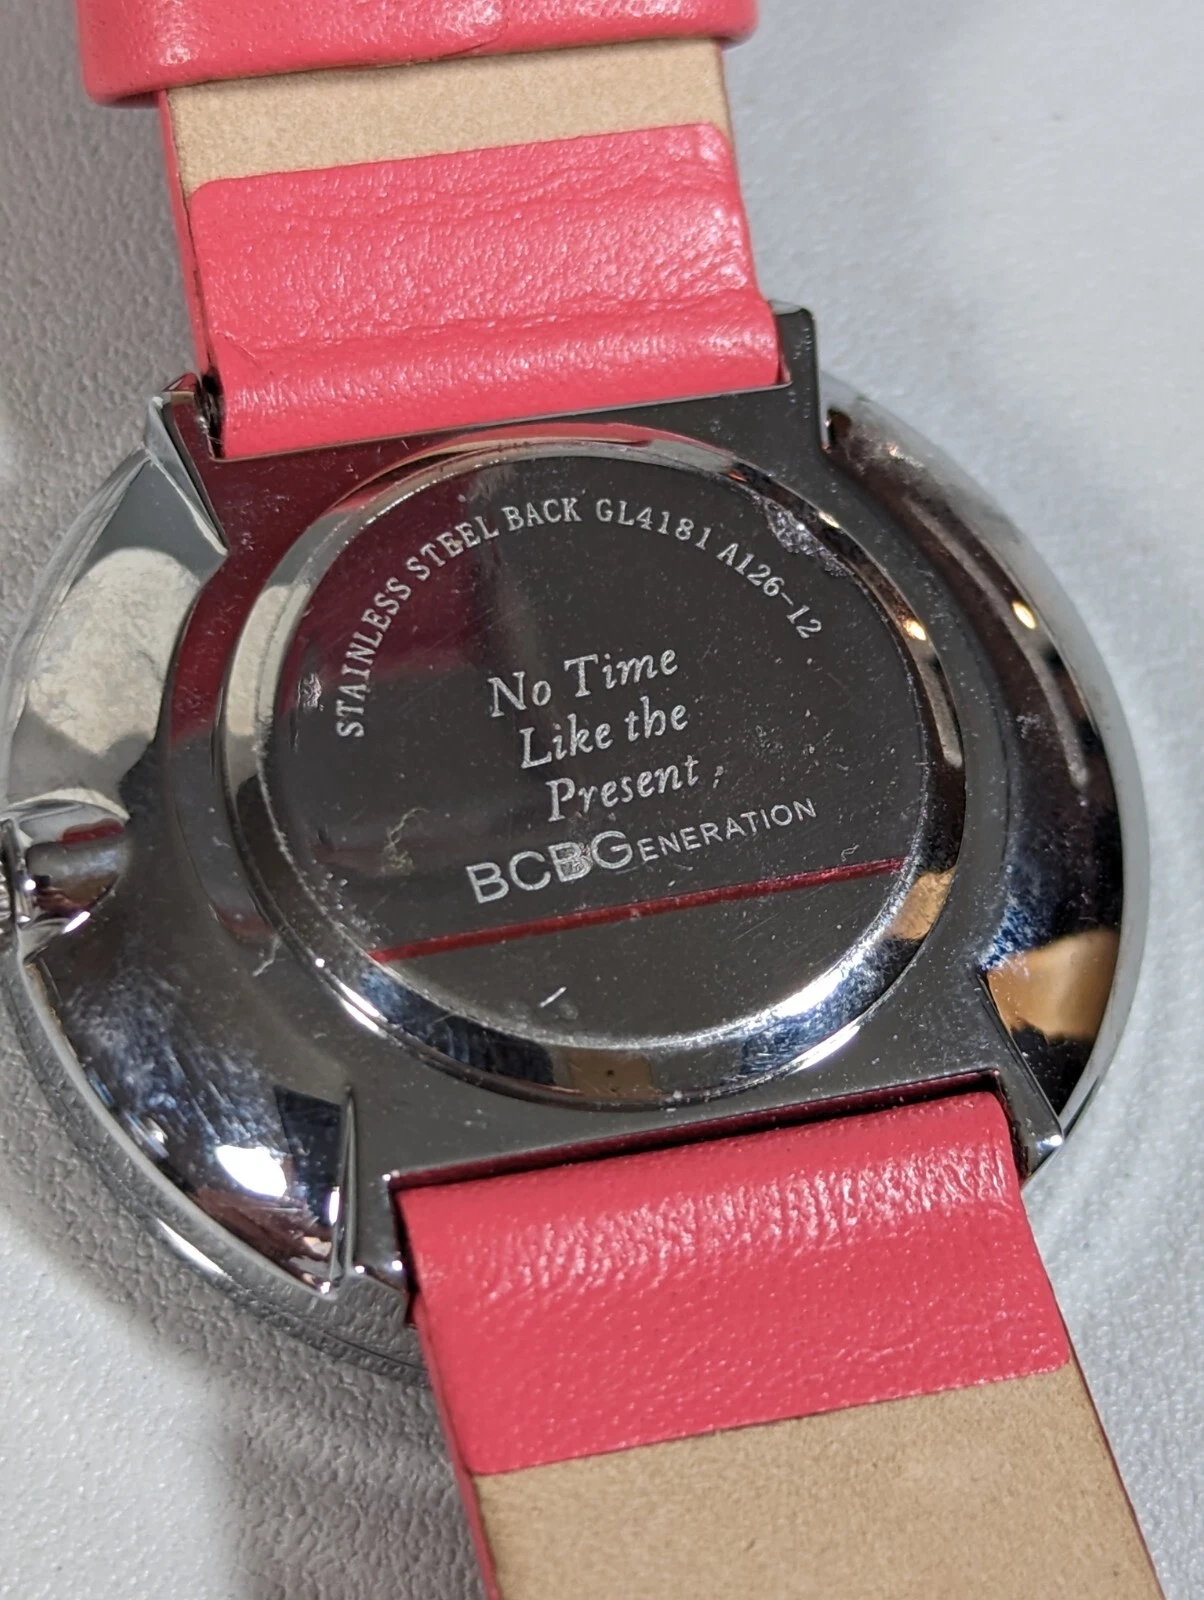 STAINLESS STEEL BACK GL4181 A126-12
No Time
Like the
Present,
BCBGENERATION